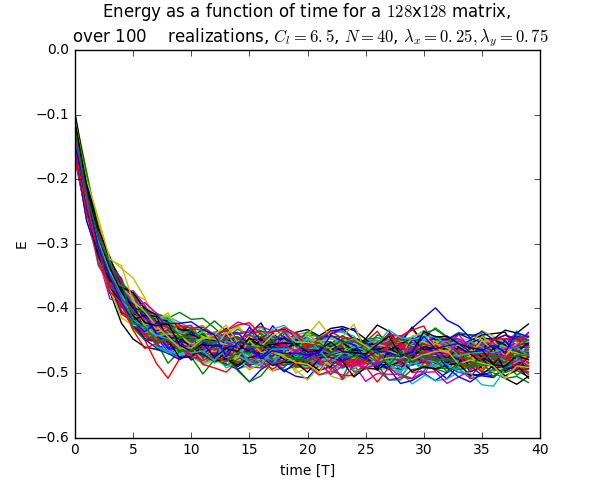 Energy as a function of time for a 128x128 matrix,
over 100    realizations, C_l = 6.5, N = 40, λ_x = 0.25, λ_y = 0.75
0.0
−0.1
−0.2
−0.3
−0.4
−0.5
−0.6
E
0 5 10 15 20 25 30 35 40
time [T]